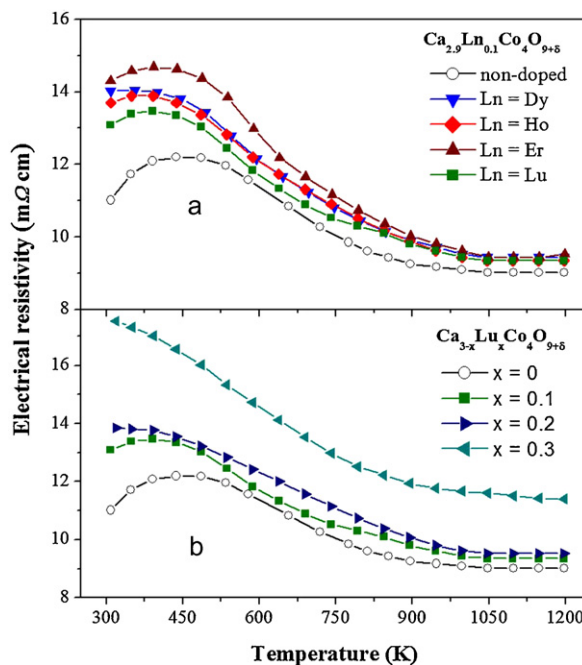 Electrical resistivity (mΩ cm)
16
14
12
10
8
Ca2.9Ln0.1Co4O9+δ
non-doped
Ln = Dy
Ln = Ho
Ln = Er
Ln = Lu
a
16
14
12
10
8
Ca3-xLuxCo4O9+δ
x = 0
x = 0.1
x = 0.2
x = 0.3
b
300 450 600 750 900 1050 1200
Temperature (K)